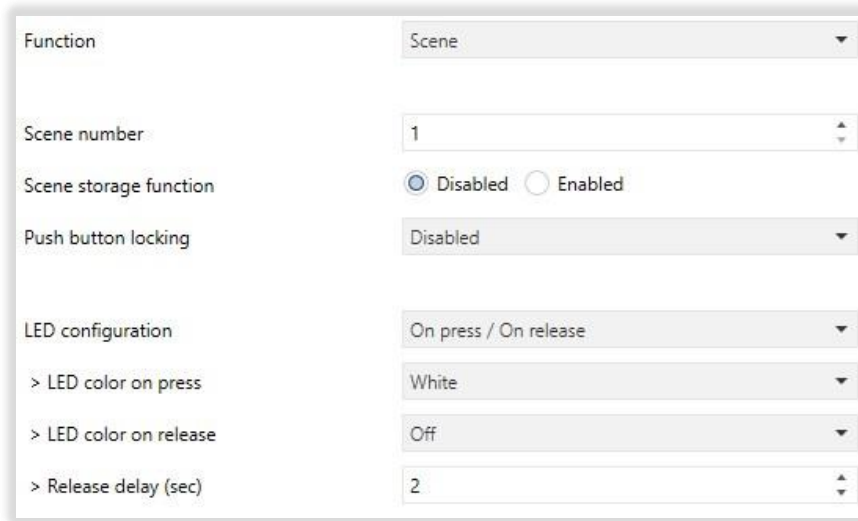 Function Scene
Scene number 1
Scene storage function Disabled Enabled
Push button locking Disabled
LED configuration On press / On release
> LED color on press White
> LED color on release Off
> Release delay (sec) 2